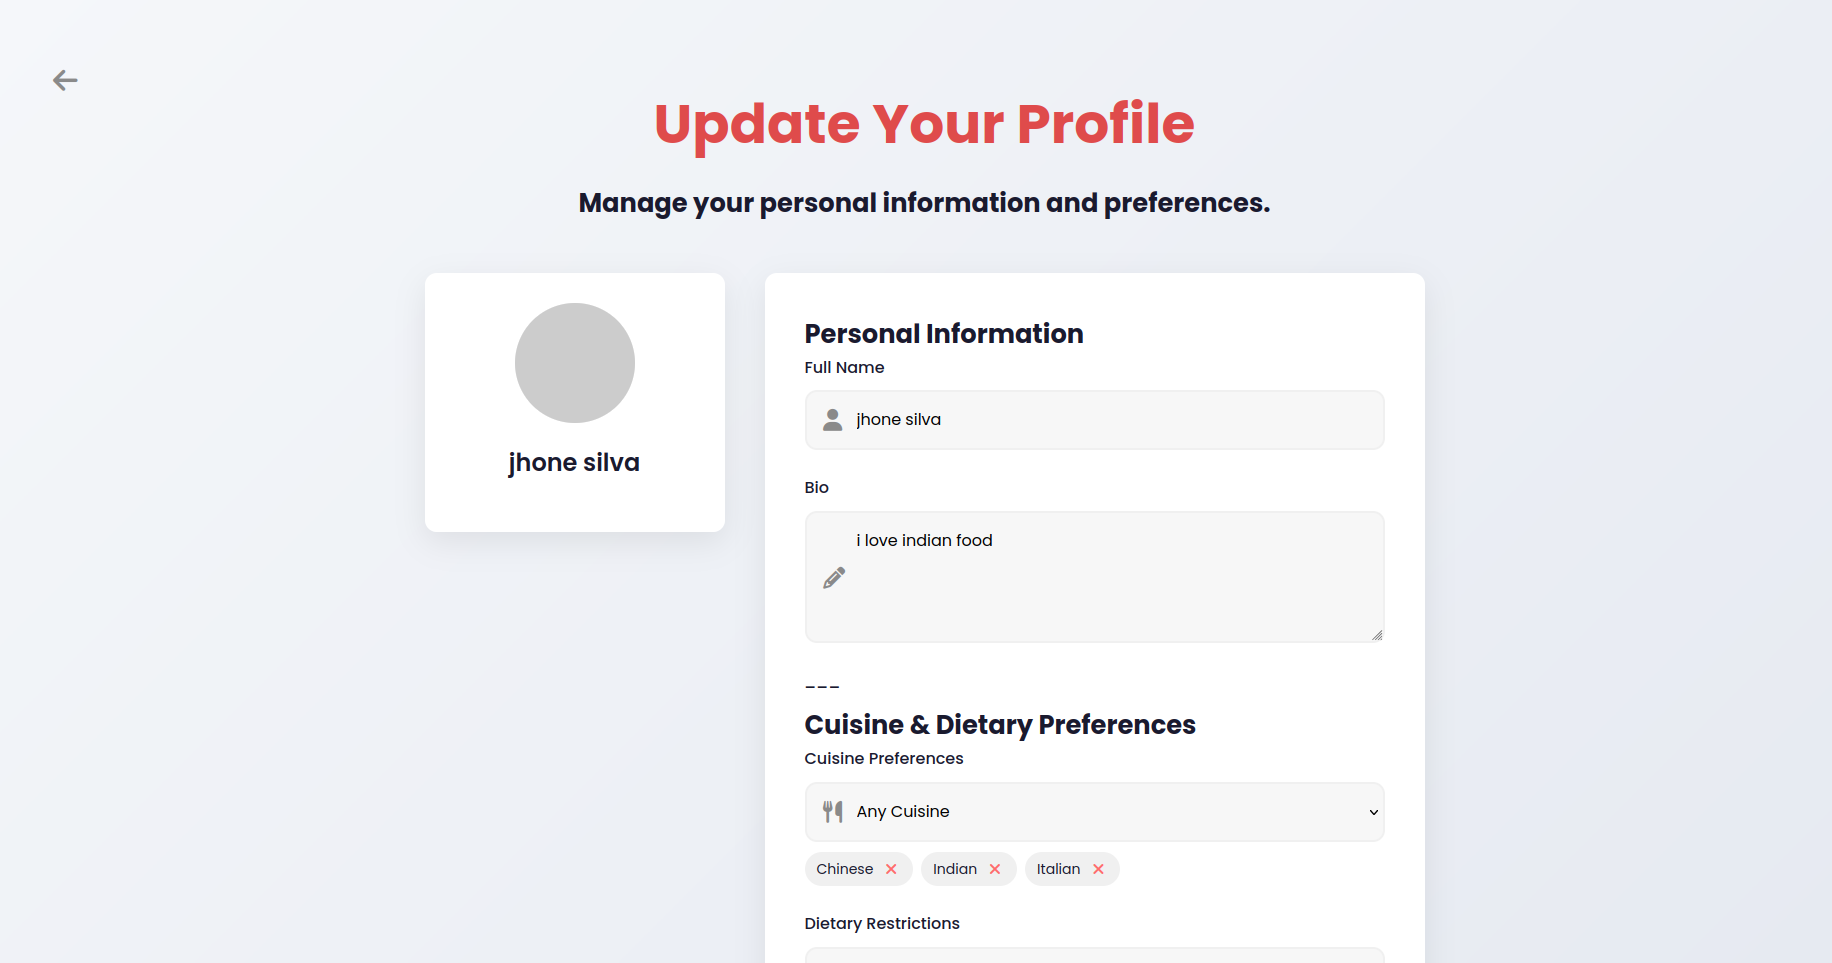 Update Your Profile
Manage your personal information and preferences.
jhone silva
Personal Information
Full Name
jhone silva
Bio
i love indian food
---
Cuisine & Dietary Preferences
Cuisine Preferences
Any Cuisine
Chinese
Indian
Italian
Dietary Restrictions